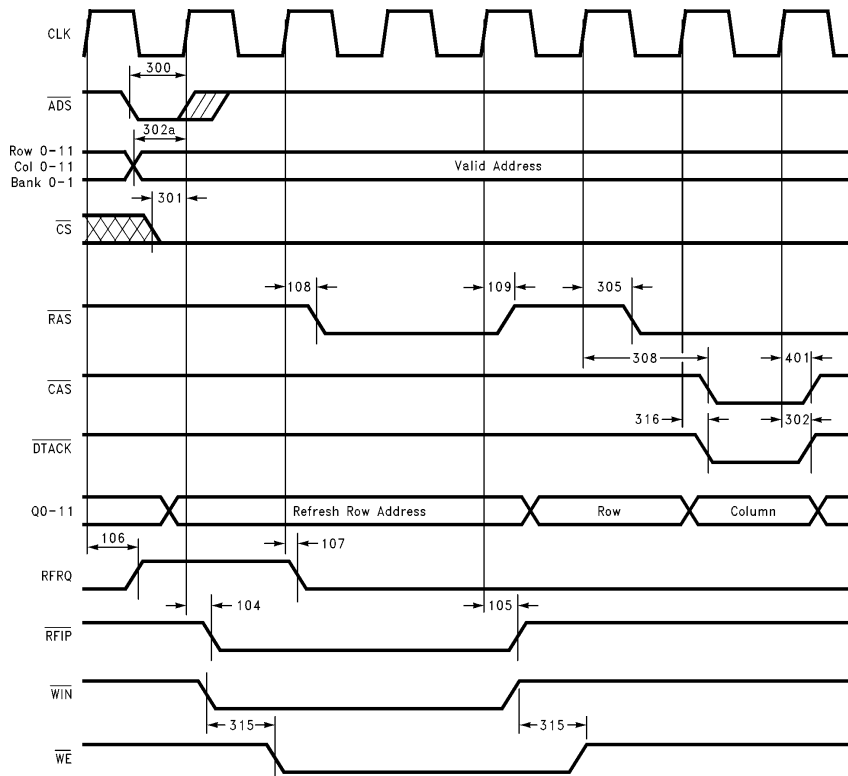 CLK
300
ADS
302a
Row 0-11
Col 0-11
Bank 0-1
Valid Address
301
CS
108
109
305
RAS
308
401
CAS
316
302
DTACK
Q0-11
Refresh Row Address
Row
Column
106
107
RFRQ
104
105
RFIP
WIN
315
315
WE